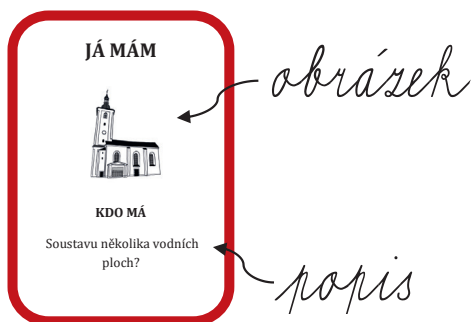 JÁ MÁM
obrázek
KDO MÁ
Soustavu několika vodních
ploch?
popis